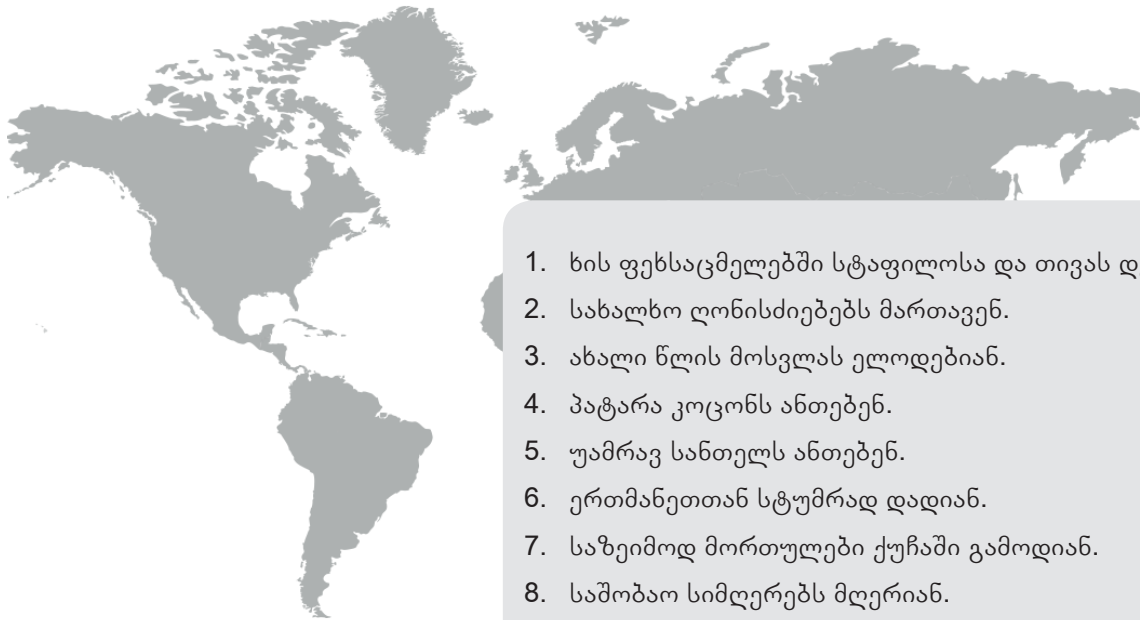 1. ხის ფეხსაცმელებში სტაფილოსა და თივას
2. სახალხო ღონისძიებებს მართავენ.
3. ახალი წლის მოსვლას ელოდებიან.
4. პატარა კოცონს ანთებენ.
5. უამრავ სანთელს ანთებენ.
6. ერთმანეთთან სტუმრად დადიან.
7. საზეიმოდ მორთულები ქუჩაში გამოდიან.
8. საშობაო სიმღერებს მღერიან.